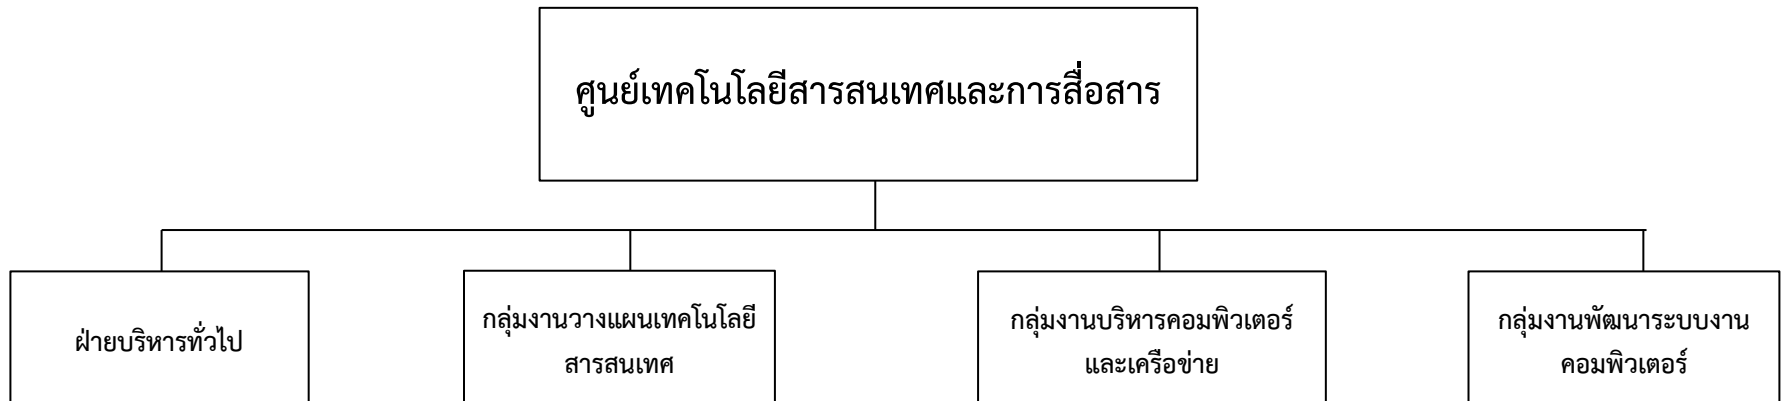 ศูนย์เทคโนโลยีสารสนเทศและการสื่อสาร
ฝ่ายบริหารทั่วไป
กลุ่มงานวางแผนเทคโนโลยี
สารสนเทศ
กลุ่มงานบริหารคอมพิวเตอร์
และเครือข่าย
กลุ่มงานพัฒนาระบบงาน
คอมพิวเตอร์